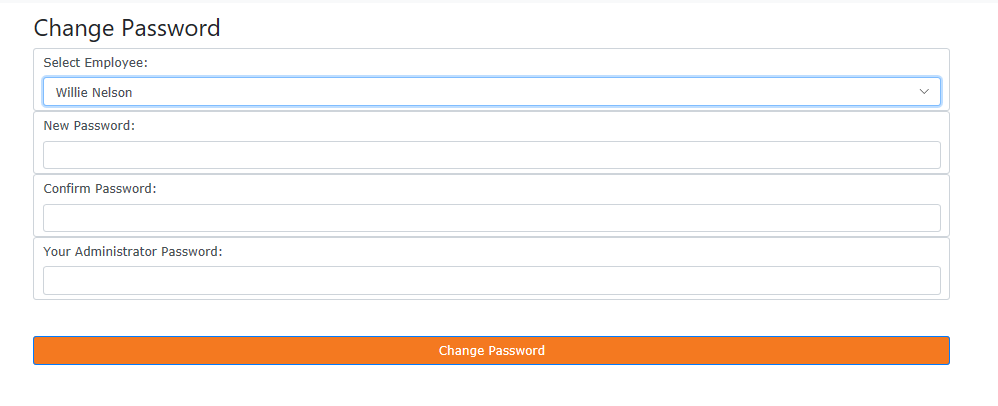 Change Password
Select Employee:
Willie Nelson
New Password:
Confirm Password:
Your Administrator Password:
Change Password